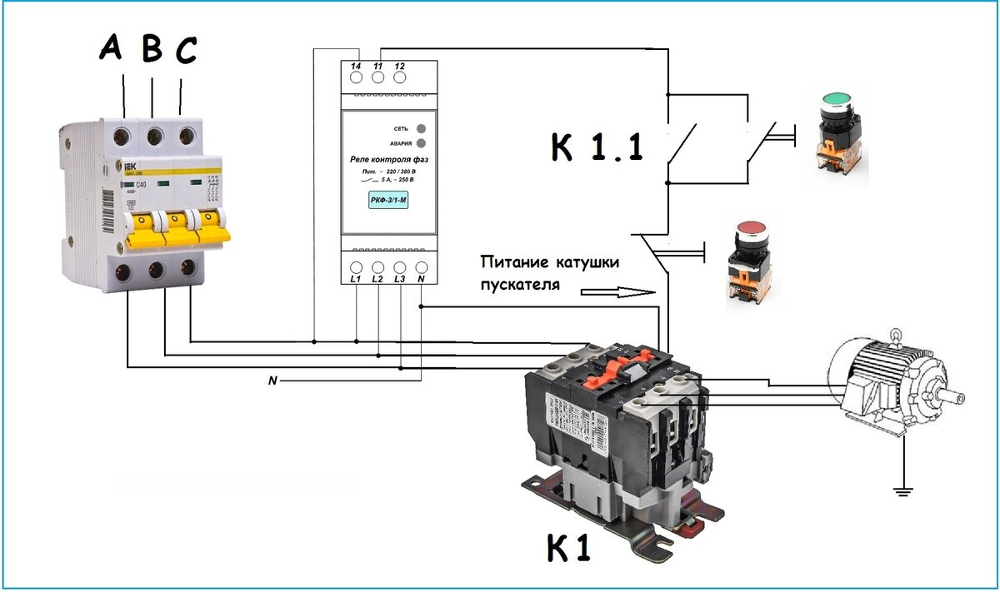 A B C
14 11 12
СЕТЬ
АВАРИЯ
Реле контроля фаз
Пит. ~ 220 / 380 В
5 А, ~ 250 В
РКФ-3/1-М
L1 L2 L3 N
K 1.1
IEK
C40
Питание катушки
пускателя
N
K1